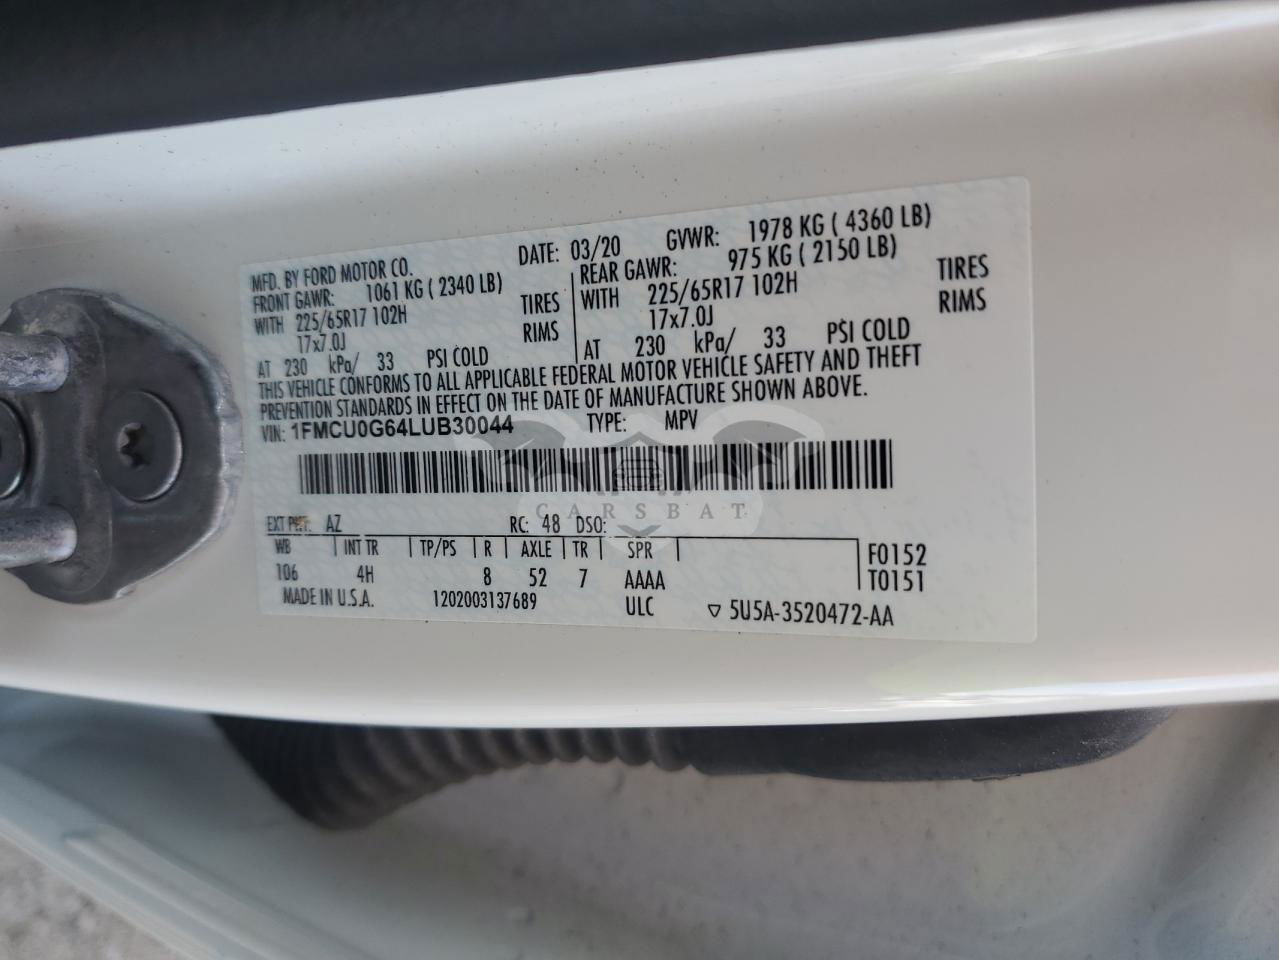 MFD. BY FORD MOTOR CO. DATE: 03/20 GVWR: 1978 KG ( 4360 LB)
FRONT GAWR: 1061 KG ( 2340 LB) REAR GAWR: 975 KG ( 2150 LB)
WITH 225/65R17 102H TIRES WITH 225/65R17 102H TIRES
17x7.0J RIMS 17x7.0J RIMS
AT 230 kPa/ 33 PSI COLD AT 230 kPa/ 33 PSI COLD
THIS VEHICLE CONFORMS TO ALL APPLICABLE FEDERAL MOTOR VEHICLE SAFETY AND THEFT
PREVENTION STANDARDS IN EFFECT ON THE DATE OF MANUFACTURE SHOWN ABOVE.
VIN: 1FMCU0G64LUB30044 TYPE: MPV
CARSBAT
EXT PNT: AZ RC: 48 DSO:
WB INT TR TP/PS R AXLE TR SPR F0152
106 4H 8 52 7 AAAA T0151
MADE IN U.S.A. 1202003137689 ULC ▽ 5U5A-3520472-AA